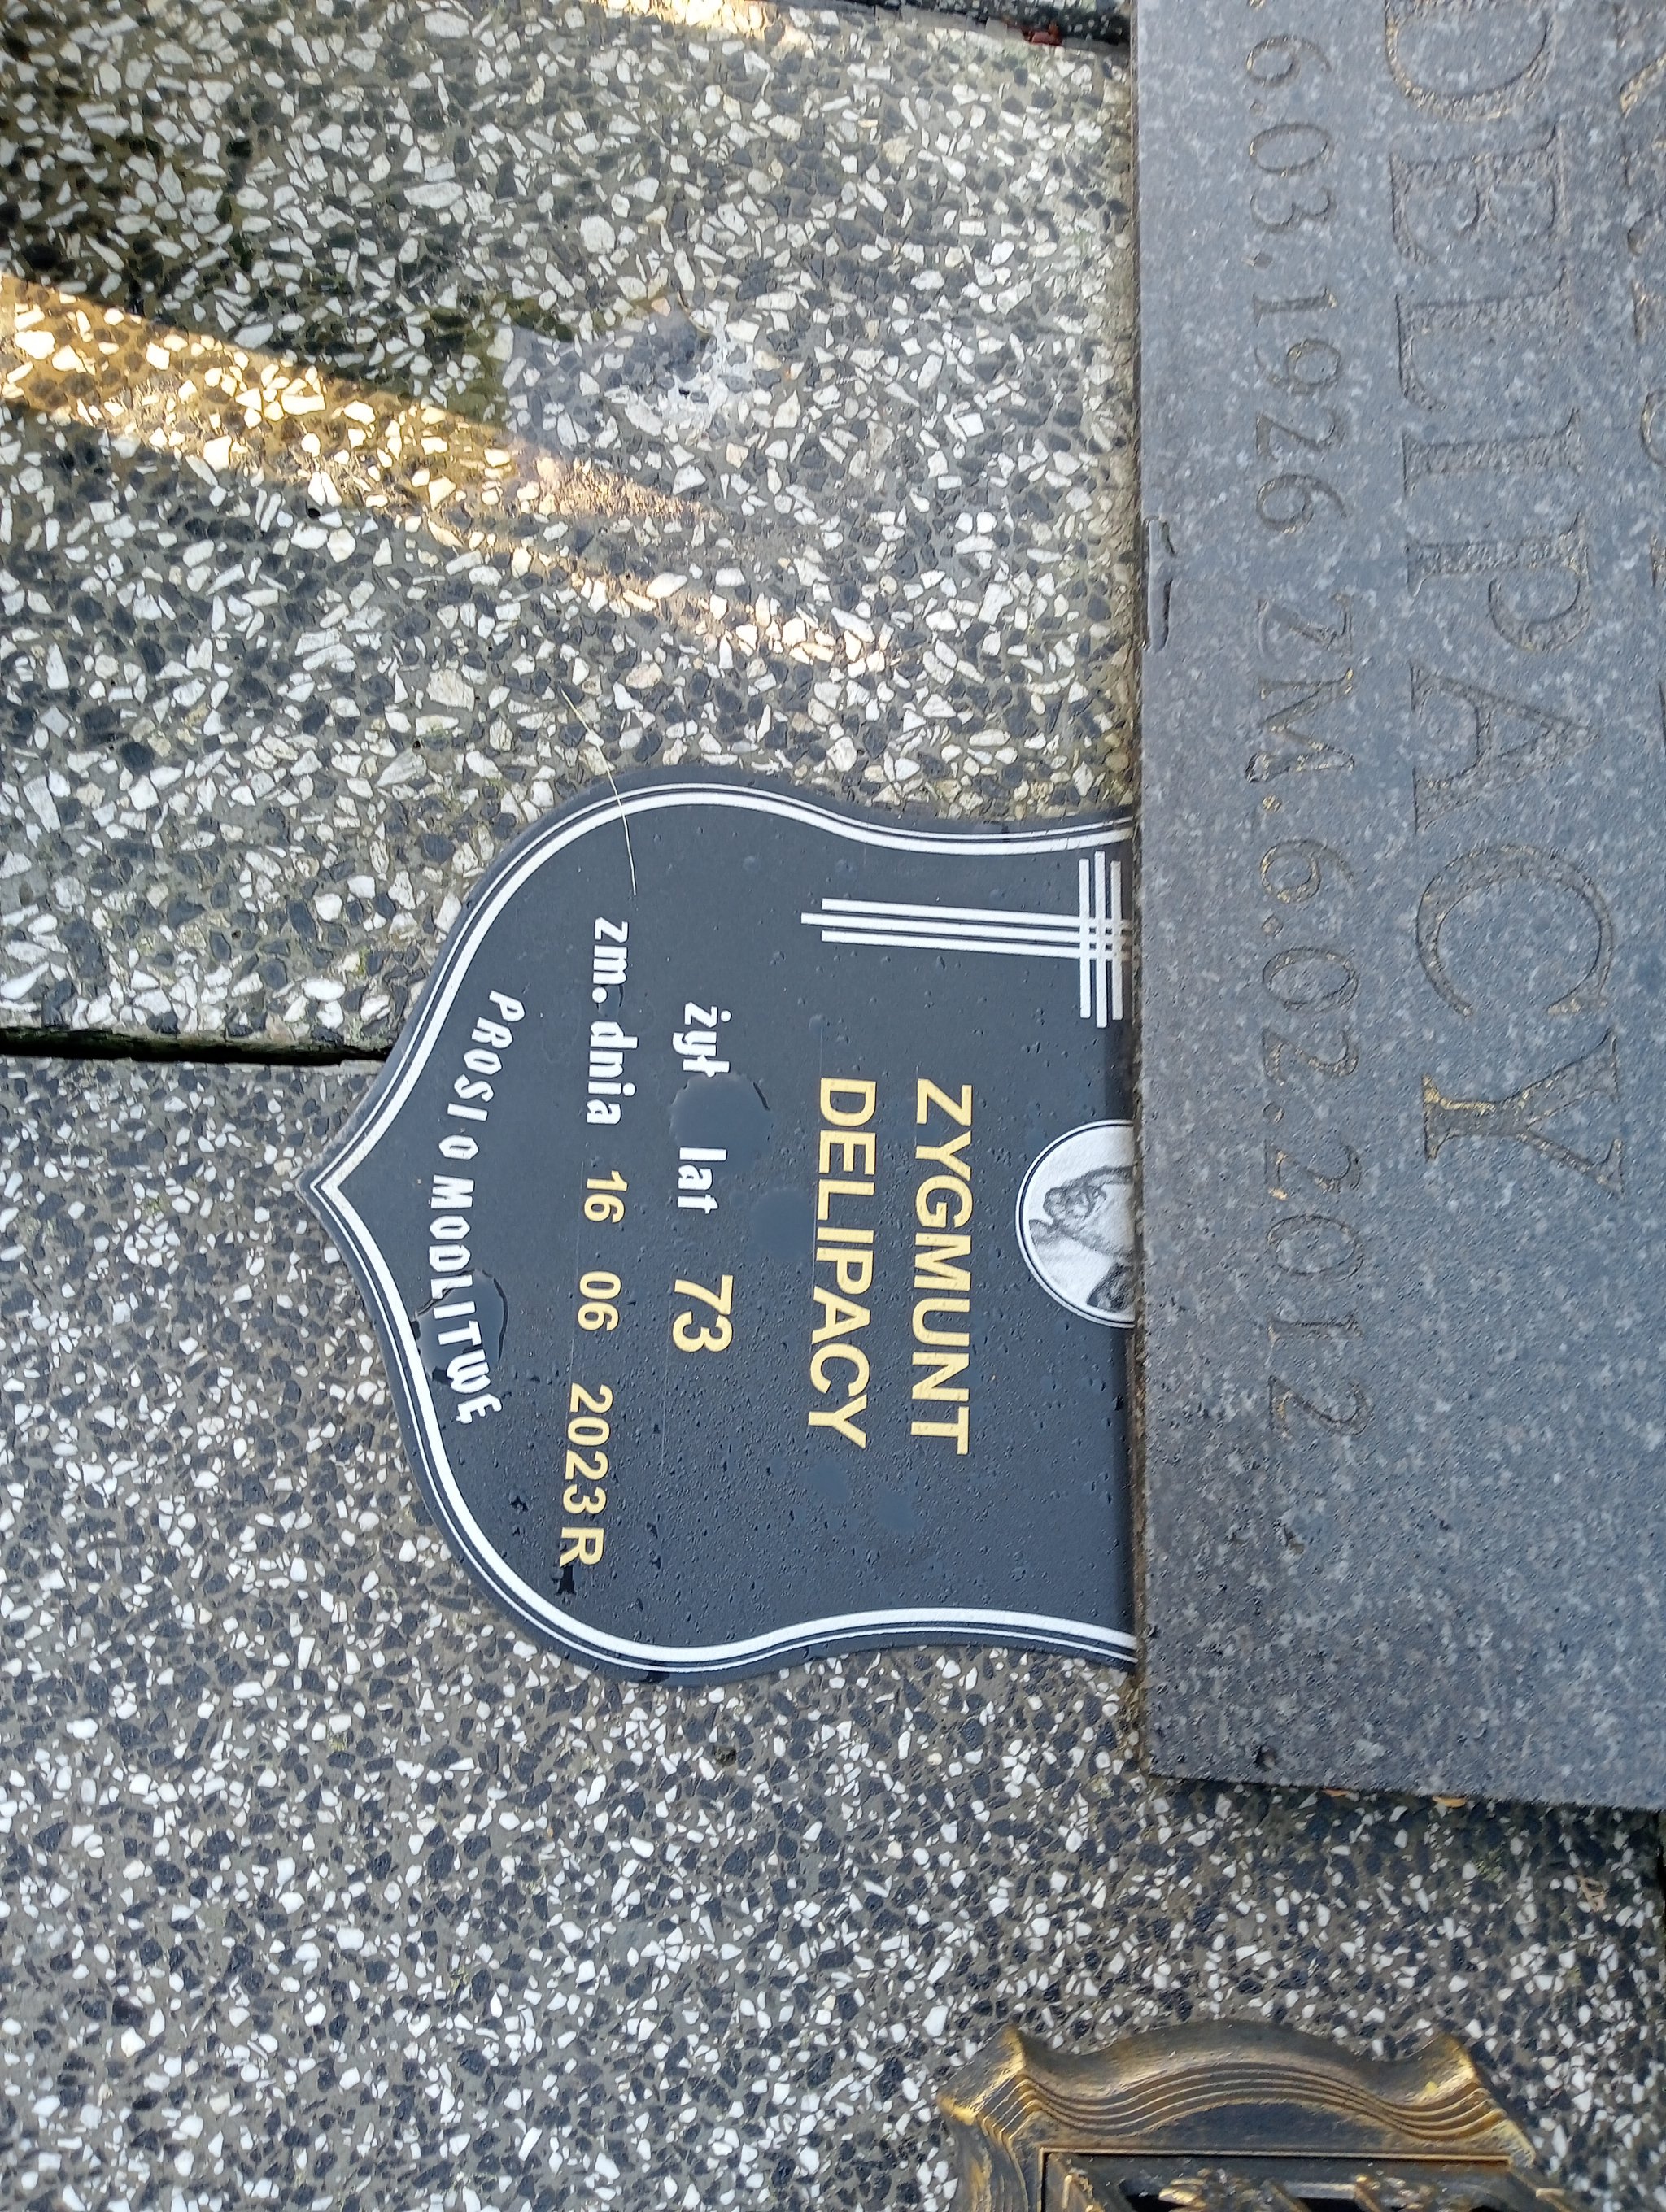 DELIPACY
6.03.1926 ZM.6.02.2012
ZYGMUNT
DELIPACY
żył lat 73
zm. dnia 16 06 2023R
PROSI O MODLITWĘ